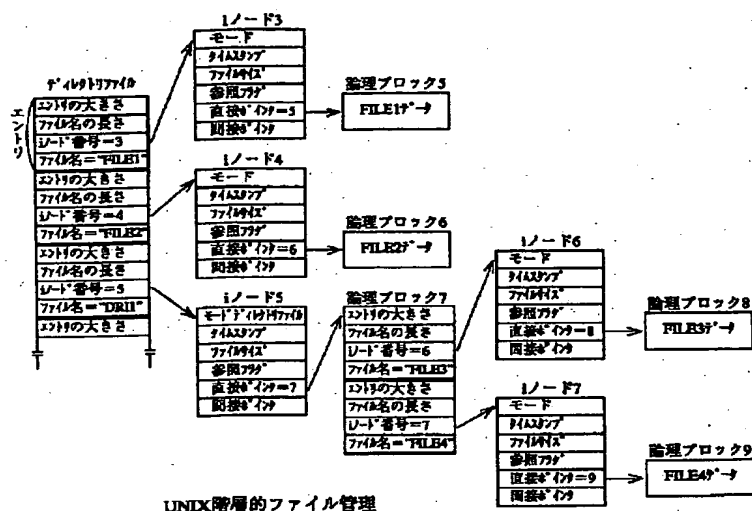 ディレクトリファイル
エントリ
エントリの大きさ
ファイル名の長さ
iノード番号=3
ファイル名="FILE1"
エントリの大きさ
ファイル名の長さ
iノード番号=4
ファイル名="FILE2"
エントリの大きさ
ファイル名の長さ
iノード番号=5
ファイル名="DRI1"
エントリの大きさ
iノード3
モード
タイムスタンプ
ファイルサイズ
参照フラグ
直接ポインタ=5
間接ポインタ
論理ブロック5
FILE1データ
iノード4
モード
タイムスタンプ
ファイルサイズ
参照フラグ
直接ポインタ=6
間接ポインタ
論理ブロック6
FILE2データ
iノード5
モードディレクトリファイル
タイムスタンプ
ファイルサイズ
参照フラグ
直接ポインタ=7
間接ポインタ
論理ブロック7
エントリの大きさ
ファイル名の長さ
iノード番号=6
ファイル名="FILE3"
エントリの大きさ
ファイル名の長さ
iノード番号=7
ファイル名="FILE4"
iノード6
モード
タイムスタンプ
ファイルサイズ
参照フラグ
直接ポインタ=8
間接ポインタ
論理ブロック8
FILE3データ
iノード7
モード
タイムスタンプ
ファイルサイズ
参照フラグ
直接ポインタ=9
間接ポインタ
論理ブロック9
FILE4データ
UNIX階層的ファイル管理